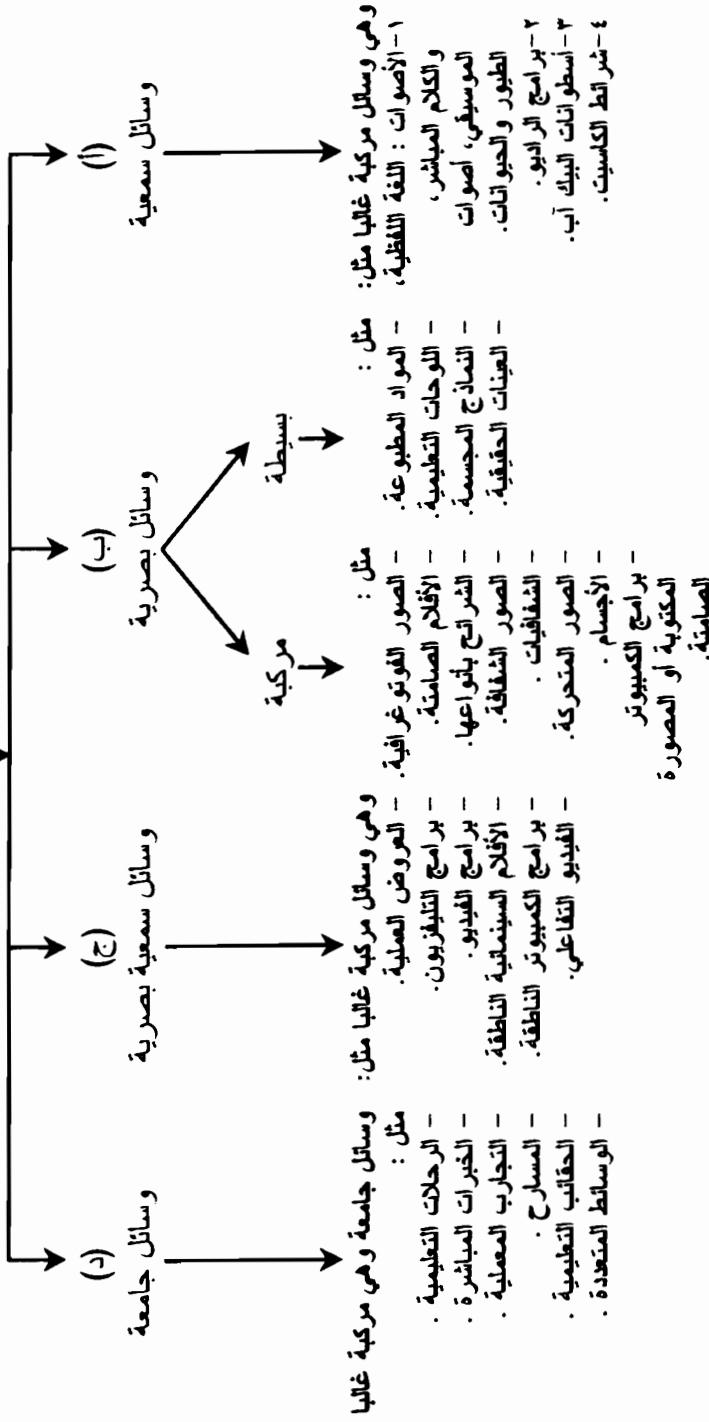 (أ)
وسائل سمعية
وهي وسائل مركبة غالبا مثل:
١-الأصوات : اللغة اللفظية،
والكلام المباشر،
الموسيقي، أصوات
الطيور والحيوانات.
٢-برامج الراديو.
٣-أسطوانات البيك آب.
٤-شرائط الكاسيت.
(ب)
وسائل بصرية
بسيطة
مثل :
- المواد المطبوعة.
- اللوحات التعليمية.
- النماذج المجسمة.
- العينات الحقيقية.
مركبة
مثل :
- الصور الفوتوغرافية.
- الأفلام الصامتة.
- الشرائح بأنواعها.
- الصور الشفافة.
- الشفافيات .
- الصور المتحركة.
- الأجسام .
- برامج الكمبيوتر
المكتوبة أو المصورة
الصامتة.
(ج)
وسائل سمعية بصرية
وهي وسائل مركبة غالبا مثل:
- العروض العملية.
- برامج التليفزيون.
- برامج الفيديو.
- الأفلام السينمائية الناطقة.
- برامج الكمبيوتر الناطقة.
- الفيديو التفاعلي.
(د)
وسائل جامعة
وسائل جامعة وهي مركبة غالبا
مثل :
- الرحلات التعليمية .
- الخبرات المباشرة .
- التجارب المعملية .
- المسارح .
- الحقائب التعليمية .
- الوسائط المتعددة .